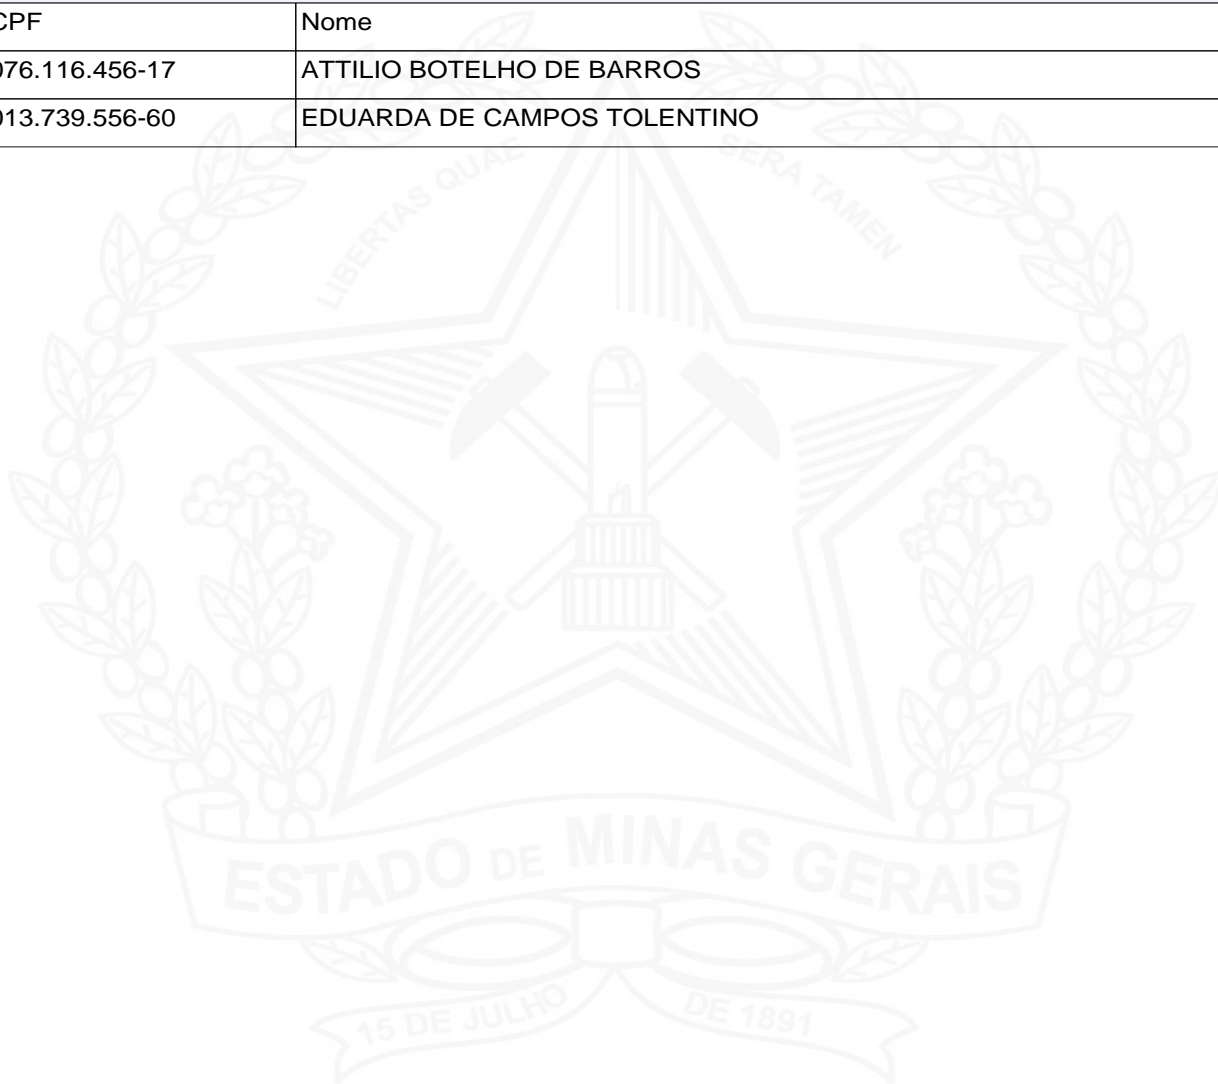 CPF Nome
076.116.456-17 ATTILIO BOTELHO DE BARROS
013.739.556-60 EDUARDA DE CAMPOS TOLENTINO
LIBERTAS QUAE SERA TAMEN
ESTADO DE MINAS GERAIS
15 DE JULHO DE 1891